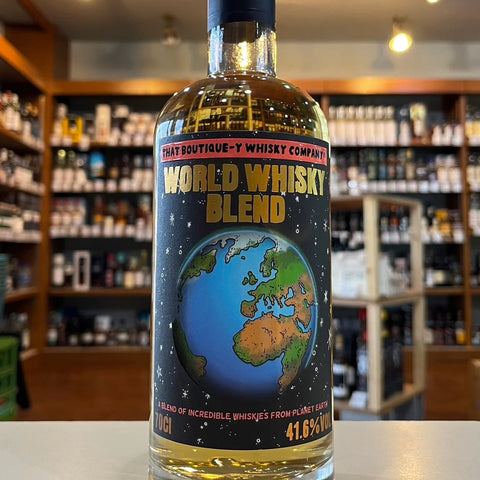 THAT BOUTIQUE-Y WHISKY COMPANY
WORLD WHISKY
BLEND
A BLEND OF INCREDIBLE WHISKIES FROM PLANET EARTH
70Cl 41.6%VOL